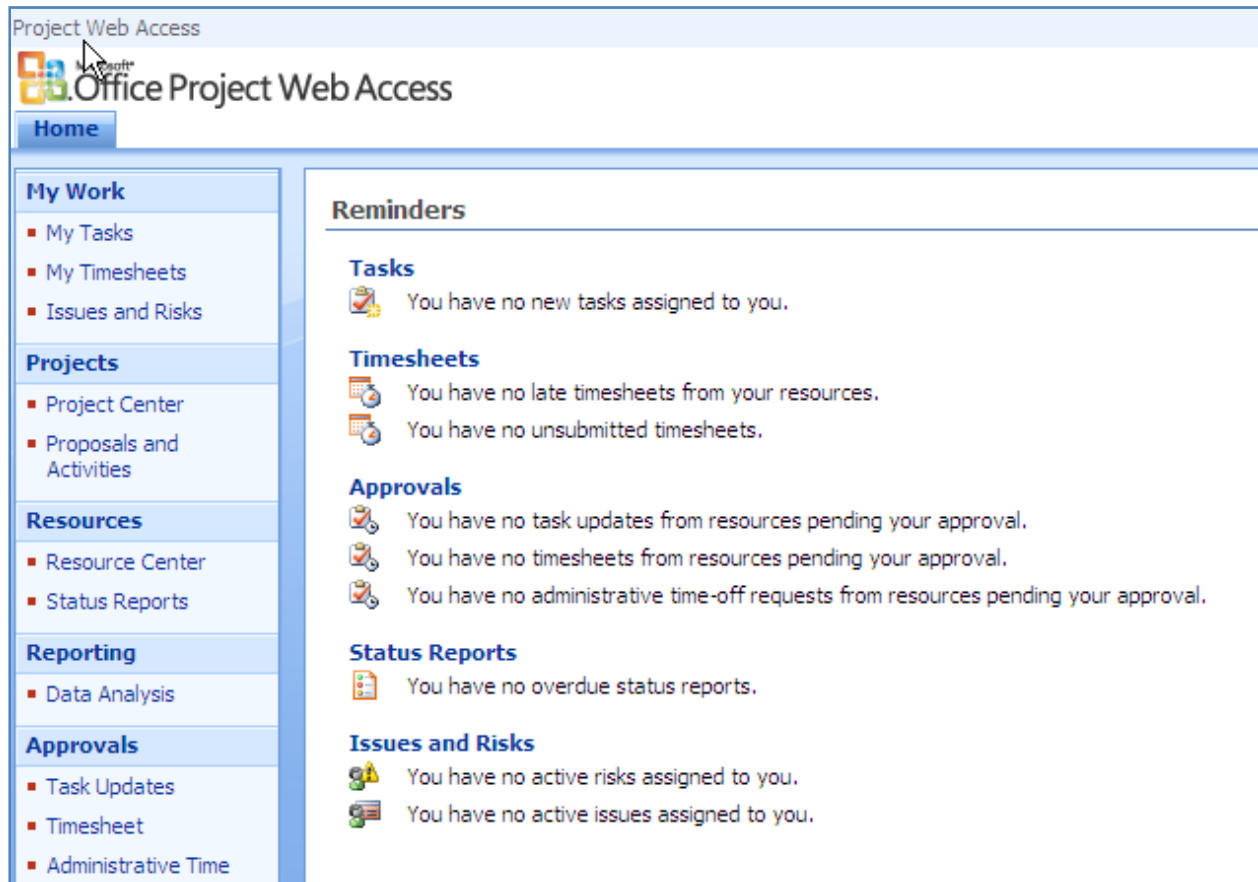 Project Web Access
Microsoft®
Office Project Web Access
Home
My Work
My Tasks
My Timesheets
Issues and Risks
Projects
Project Center
Proposals and
Activities
Resources
Resource Center
Status Reports
Reporting
Data Analysis
Approvals
Task Updates
Timesheet
Administrative Time
Reminders
Tasks
You have no new tasks assigned to you.
Timesheets
You have no late timesheets from your resources.
You have no unsubmitted timesheets.
Approvals
You have no task updates from resources pending your approval.
You have no timesheets from resources pending your approval.
You have no administrative time-off requests from resources pending your approval.
Status Reports
You have no overdue status reports.
Issues and Risks
You have no active risks assigned to you.
You have no active issues assigned to you.